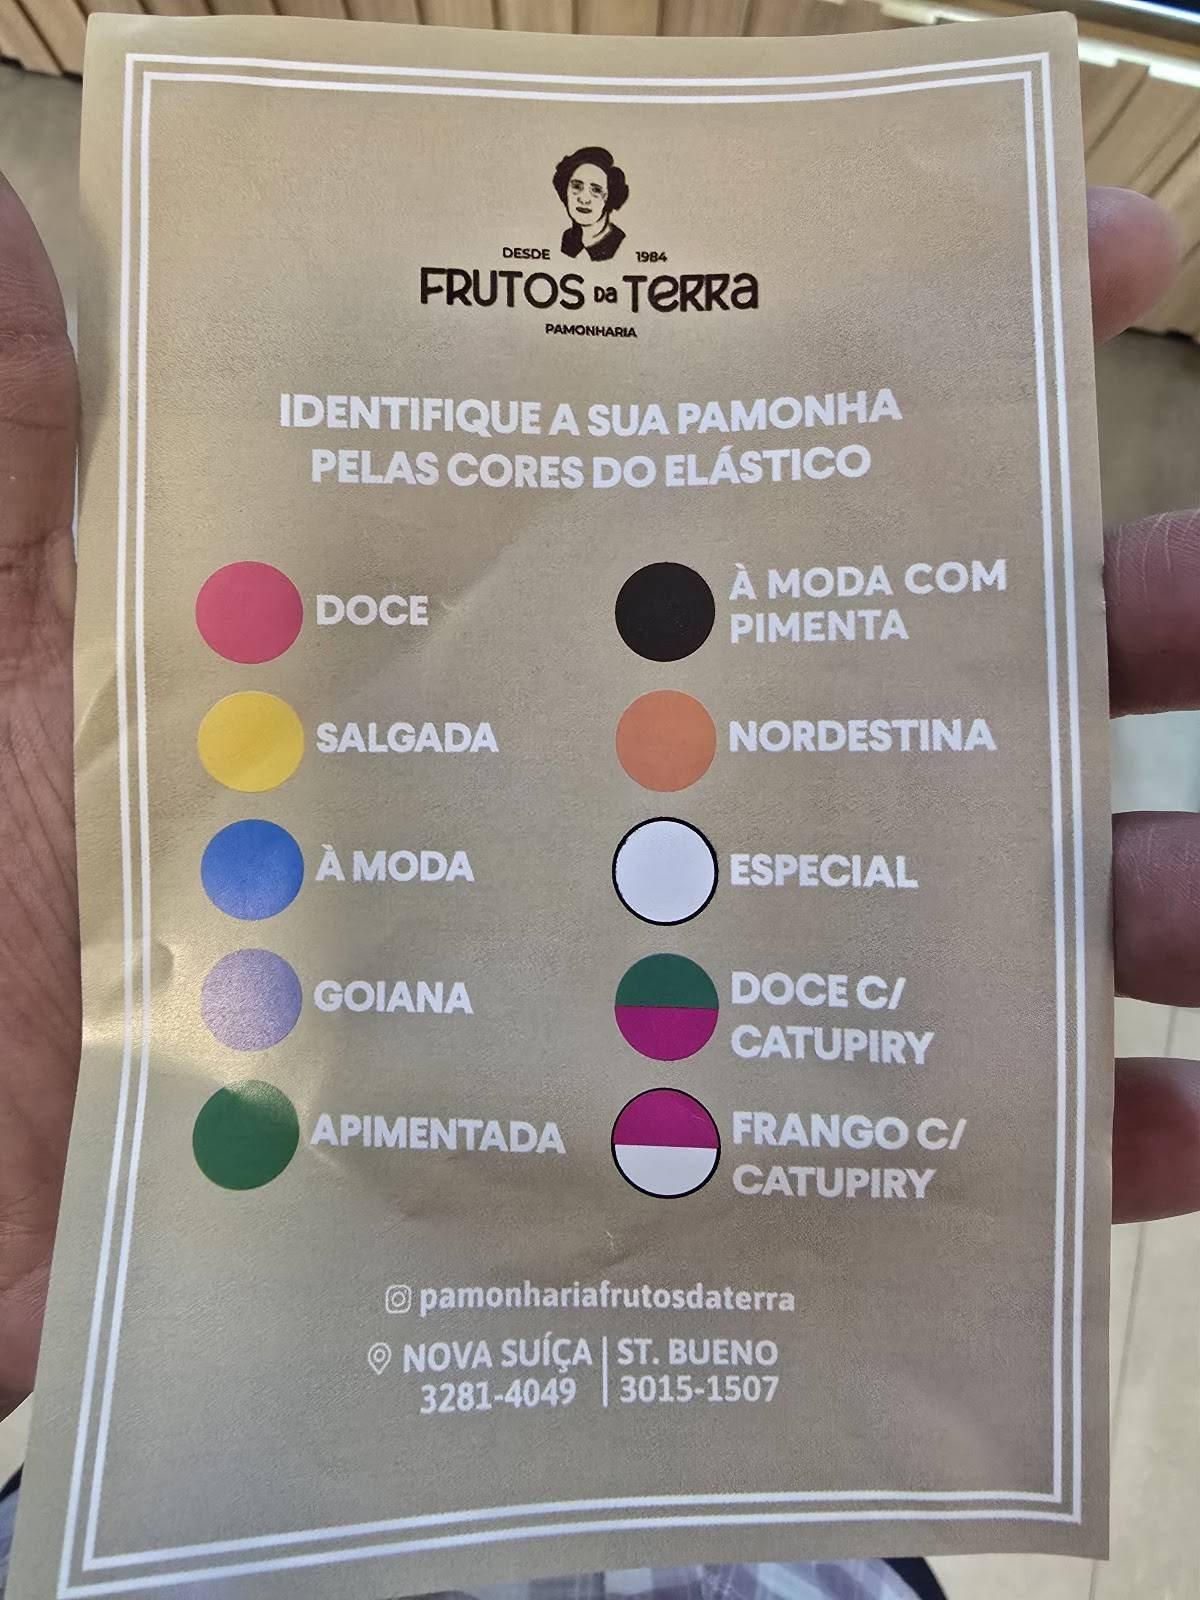 DESDE 1984
FRUTOS DA TERRA
PAMONHARIA
IDENTIFIQUE A SUA PAMONHA
PELAS CORES DO ELÁSTICO
DOCE
SALGADA
À MODA
GOIANA
APIMENTADA
À MODA COM
PIMENTA
NORDESTINA
ESPECIAL
DOCE C/
CATUPIRY
FRANGO C/
CATUPIRY
pamonhariafrutosdaterra
NOVA SUÍÇA | ST. BUENO
3281-4049 | 3015-1507